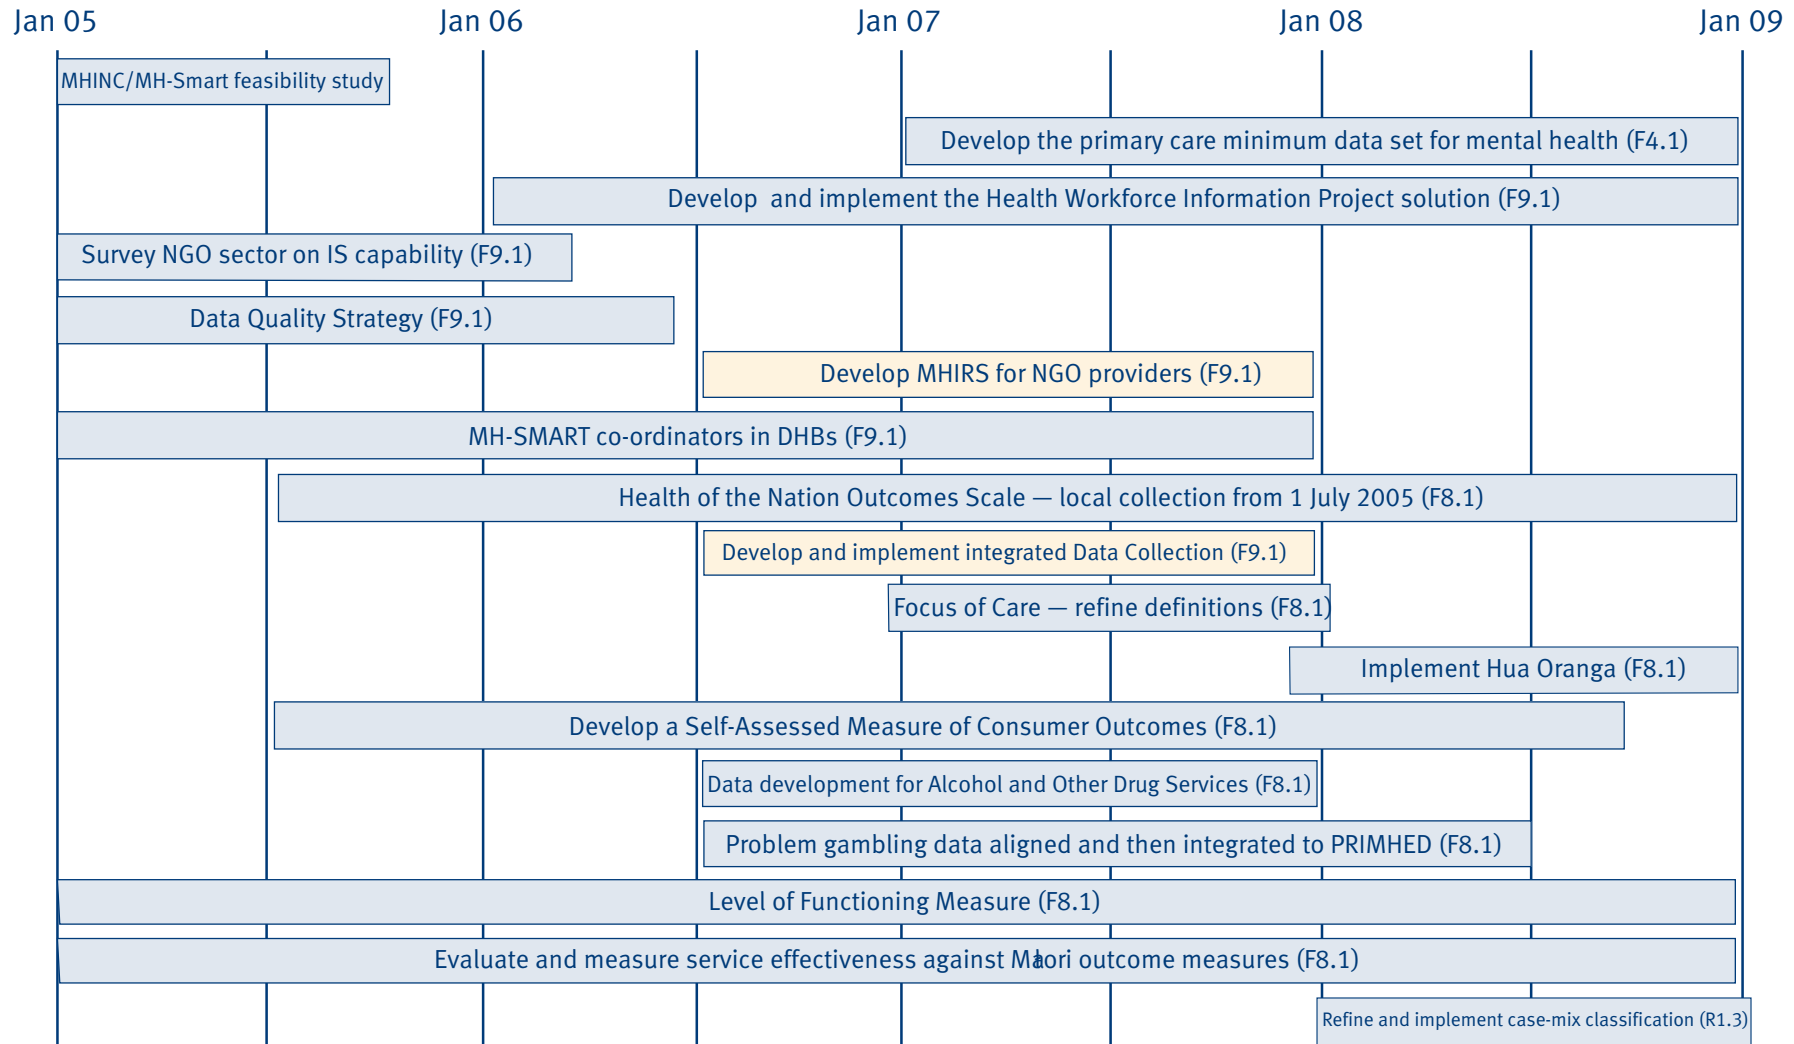 Jan 05 Jan 06 Jan 07 Jan 08 Jan 09
MHINC/MH-Smart feasibility study
Develop the primary care minimum data set for mental health (F4.1)
Develop and implement the Health Workforce Information Project solution (F9.1)
Survey NGO sector on IS capability (F9.1)
Data Quality Strategy (F9.1)
Develop MHIRS for NGO providers (F9.1)
MH-SMART co-ordinators in DHBs (F9.1)
Health of the Nation Outcomes Scale — local collection from 1 July 2005 (F8.1)
Develop and implement integrated Data Collection (F9.1)
Focus of Care — refine definitions (F8.1)
Implement Hua Oranga (F8.1)
Develop a Self-Assessed Measure of Consumer Outcomes (F8.1)
Data development for Alcohol and Other Drug Services (F8.1)
Problem gambling data aligned and then integrated to PRIMHED (F8.1)
Level of Functioning Measure (F8.1)
Evaluate and measure service effectiveness against Māori outcome measures (F8.1)
Refine and implement case-mix classification (R1.3)